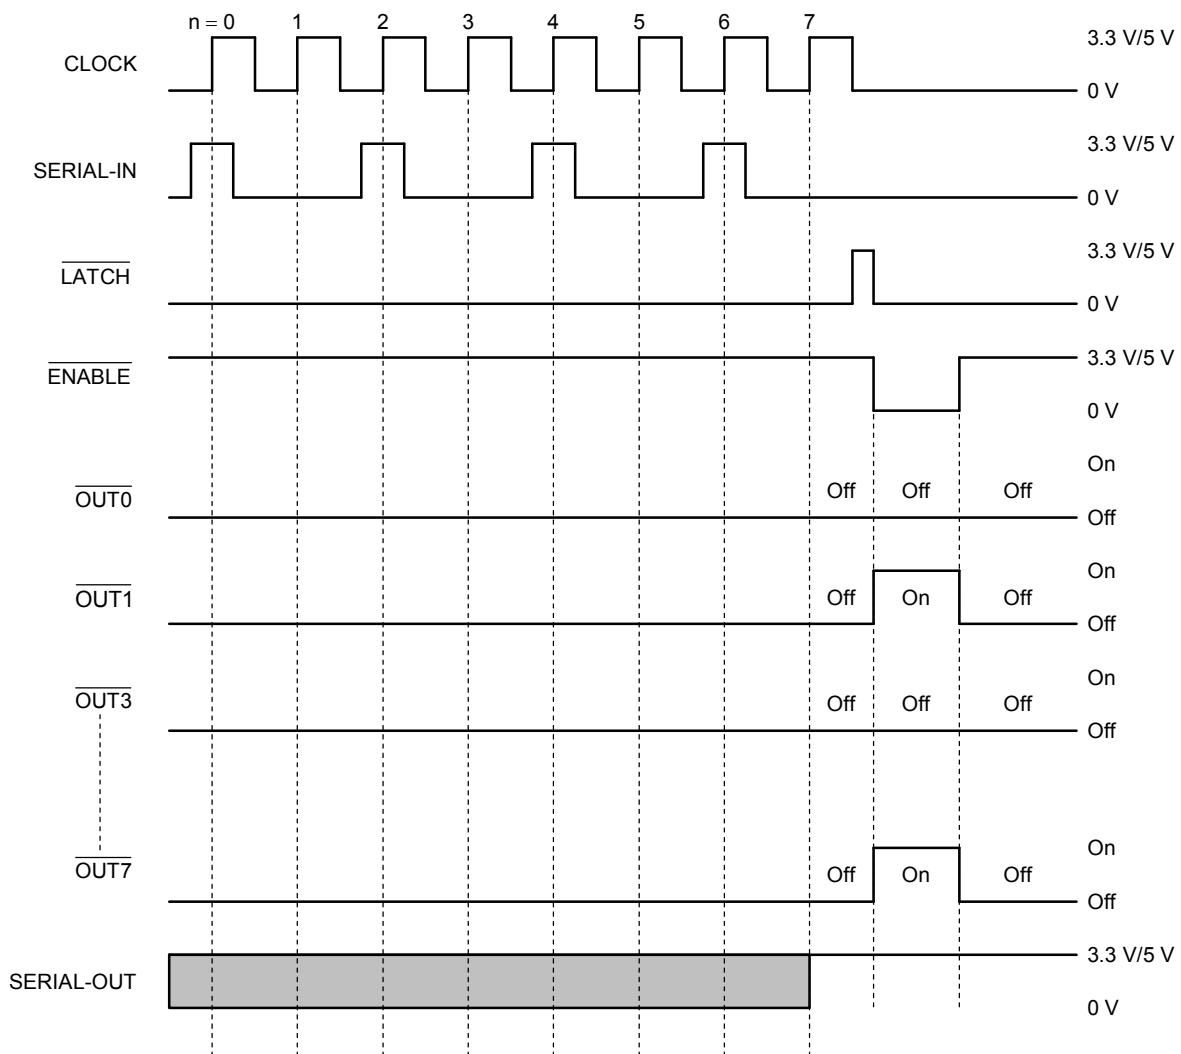 n = 0 1 2 3 4 5 6 7
CLOCK
3.3 V/5 V
0 V
SERIAL-IN
3.3 V/5 V
0 V
LATCH
3.3 V/5 V
0 V
ENABLE
3.3 V/5 V
0 V
OUT0
Off Off Off
On
Off
OUT1
Off On Off
On
Off
OUT3
Off Off Off
On
Off
OUT7
Off On Off
On
Off
SERIAL-OUT
3.3 V/5 V
0 V